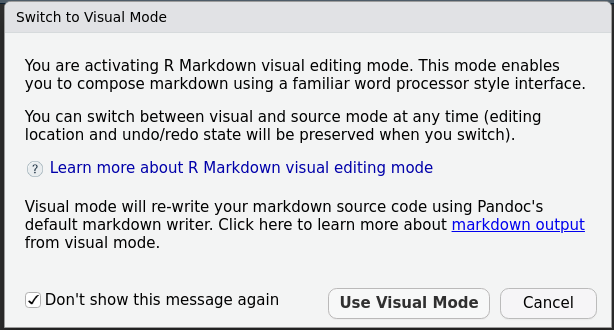 Switch to Visual Mode
You are activating R Markdown visual editing mode. This mode enables
you to compose markdown using a familiar word processor style interface.
You can switch between visual and source mode at any time (editing
location and undo/redo state will be preserved when you switch).
? Learn more about R Markdown visual editing mode
Visual mode will re-write your markdown source code using Pandoc's
default markdown writer. Click here to learn more about markdown output
from visual mode.
Don't show this message again
Use Visual Mode
Cancel